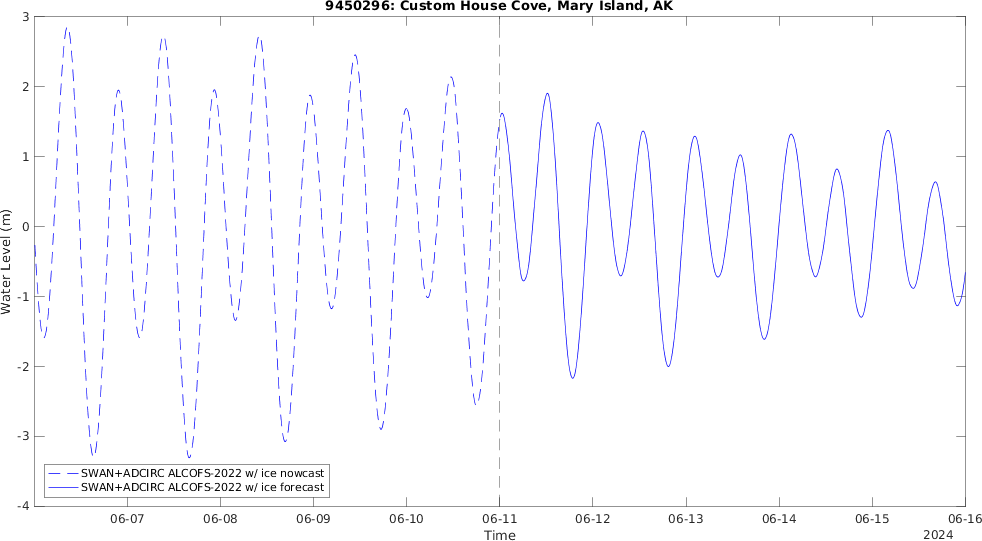 9450296: Custom House Cove, Mary Island, AK
3
2
1
0
-1
-2
-3
-4
Water Level (m)
SWAN+ADCIRC ALCOFS-2022 w/ ice nowcast
SWAN+ADCIRC ALCOFS-2022 w/ ice forecast
06-07 06-08 06-09 06-10 06-11 06-12 06-13 06-14 06-15 06-16
Time
2024